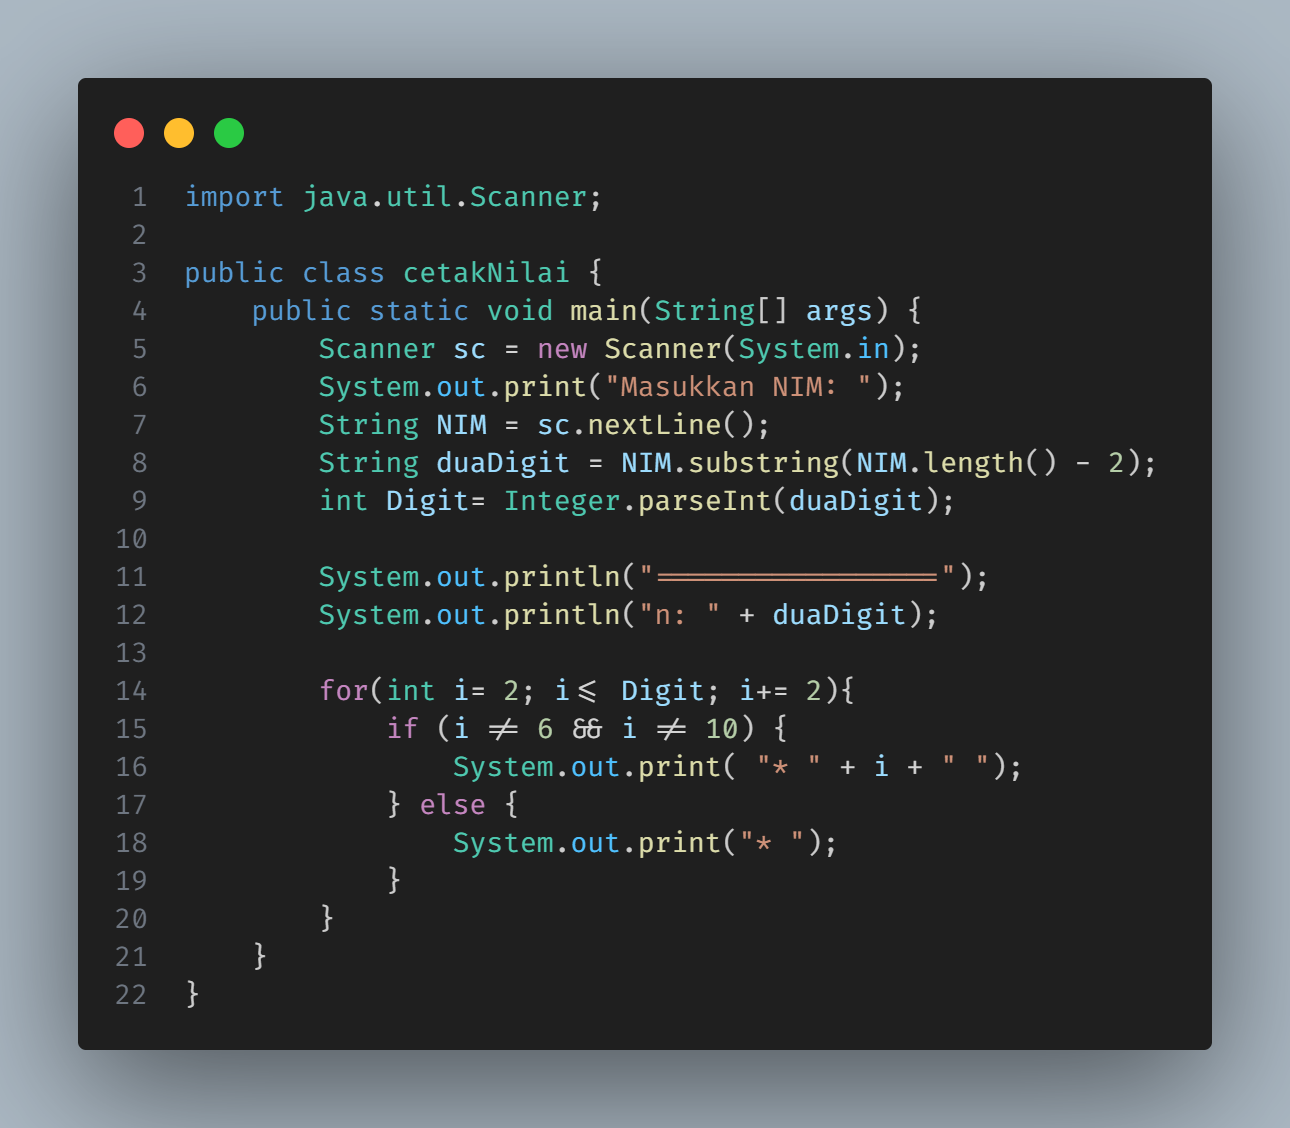 1 import java.util.Scanner;
2
3 public class cetakNilai {
4     public static void main(String[] args) {
5         Scanner sc = new Scanner(System.in);
6         System.out.print("Masukkan NIM: ");
7         String NIM = sc.nextLine();
8         String duaDigit = NIM.substring(NIM.length() - 2);
9         int Digit= Integer.parseInt(duaDigit);
10
11         System.out.println("=================");
12         System.out.println("n: " + duaDigit);
13
14         for(int i= 2; i<= Digit; i+= 2){
15             if (i != 6 && i != 10) {
16                 System.out.print( "* " + i + " ");
17             } else {
18                 System.out.print("* ");
19             }
20         }
21     }
22 }